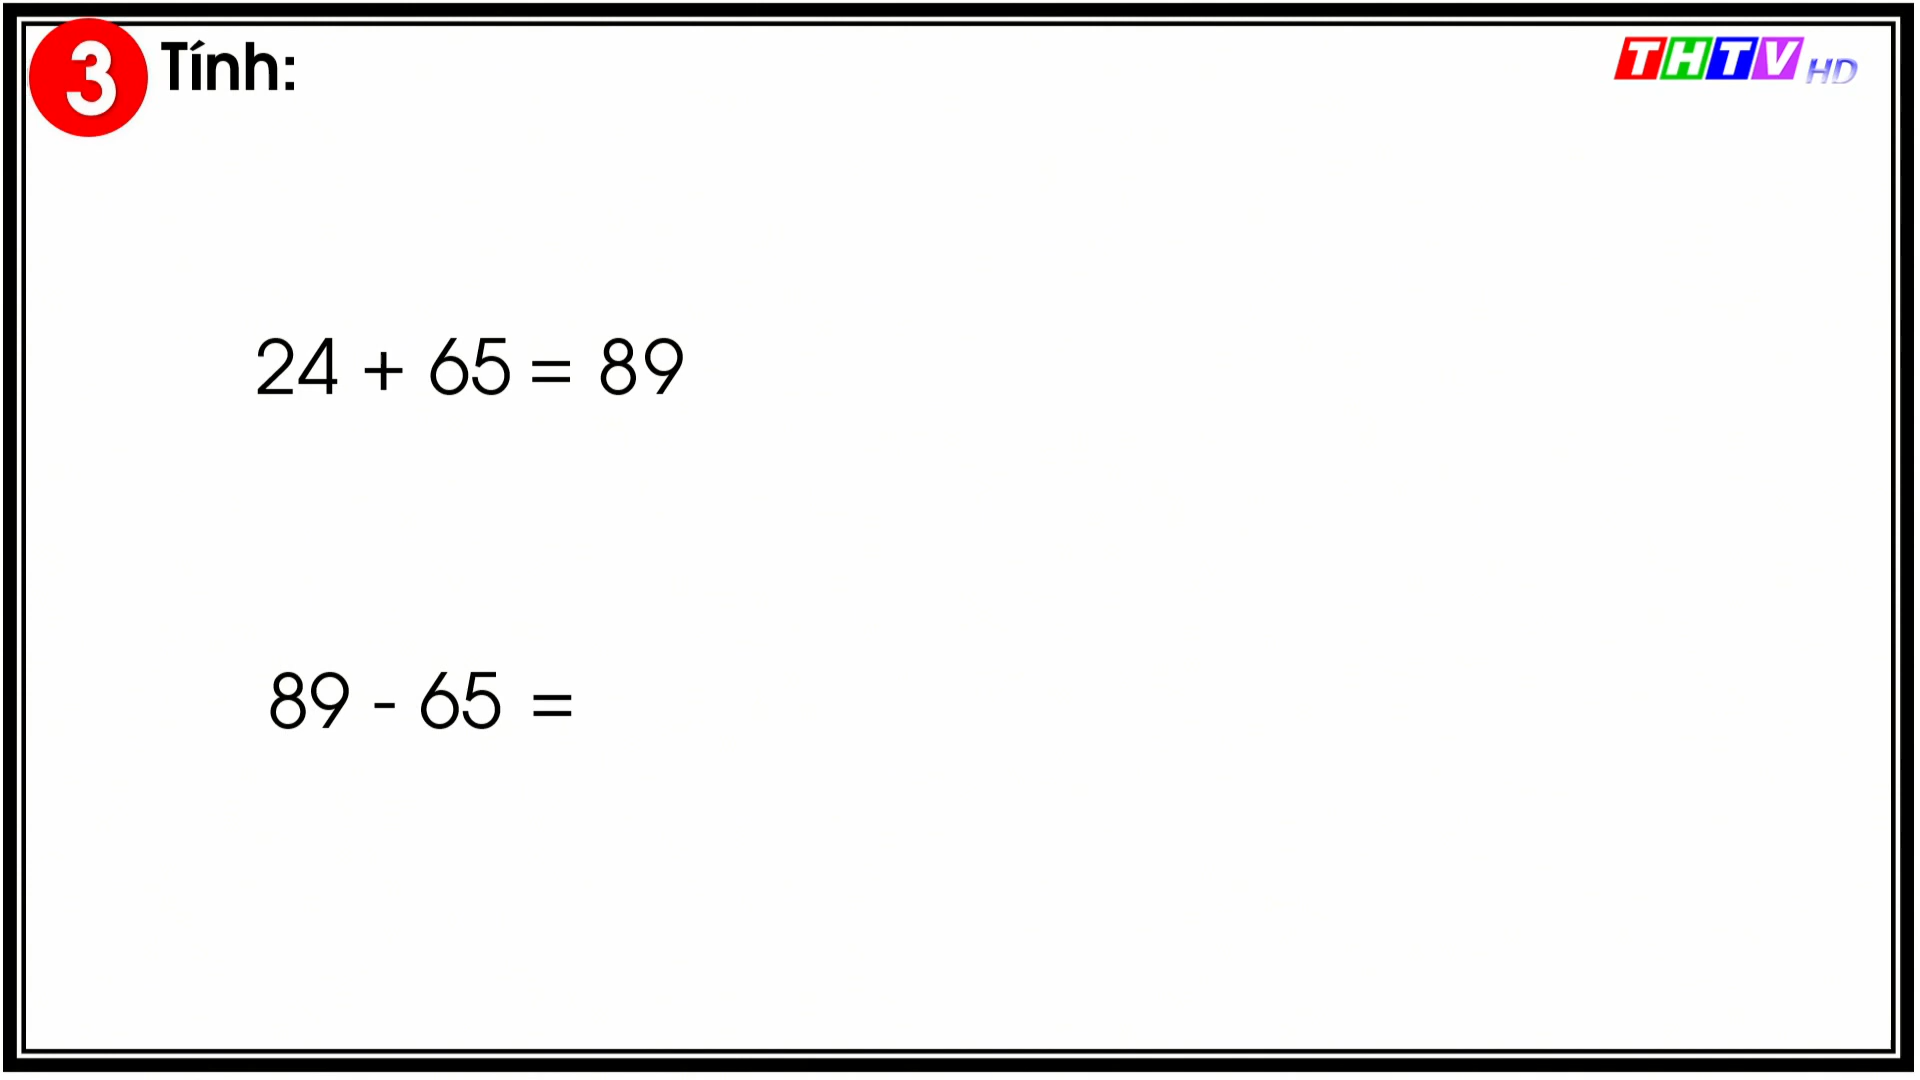 3 Tính:
THTV HD
24 + 65 = 89
89 - 65 =